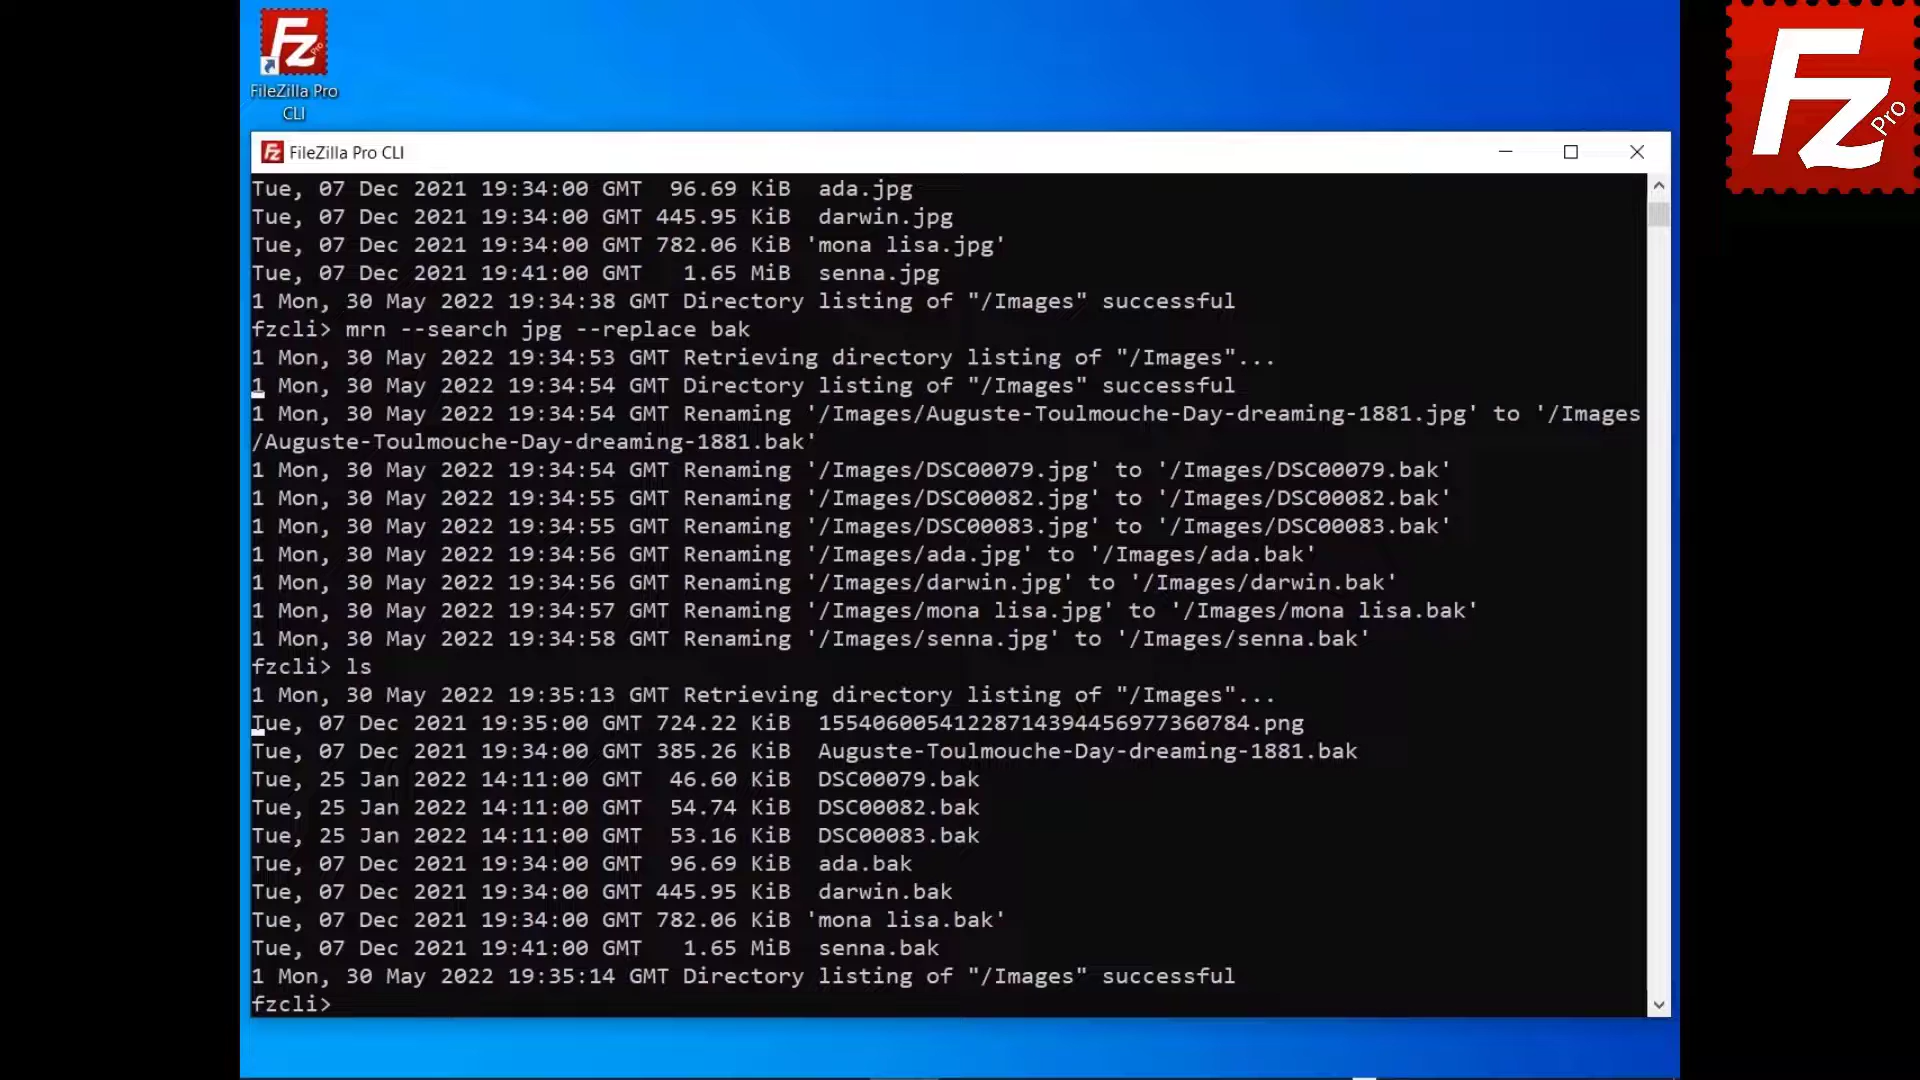 Fz Pro
Fz Pro
FileZilla Pro
CLI
Fz FileZilla Pro CLI
Tue, 07 Dec 2021 19:34:00 GMT  96.69 KiB  ada.jpg
Tue, 07 Dec 2021 19:34:00 GMT 445.95 KiB  darwin.jpg
Tue, 07 Dec 2021 19:34:00 GMT 782.06 KiB 'mona lisa.jpg'
Tue, 07 Dec 2021 19:41:00 GMT   1.65 MiB  senna.jpg
1 Mon, 30 May 2022 19:34:38 GMT Directory listing of "/Images" successful
fzcli> mrn --search jpg --replace bak
1 Mon, 30 May 2022 19:34:53 GMT Retrieving directory listing of "/Images"...
1 Mon, 30 May 2022 19:34:54 GMT Directory listing of "/Images" successful
1 Mon, 30 May 2022 19:34:54 GMT Renaming '/Images/Auguste-Toulmouche-Day-dreaming-1881.jpg' to '/Images
/Auguste-Toulmouche-Day-dreaming-1881.bak'
1 Mon, 30 May 2022 19:34:54 GMT Renaming '/Images/DSC00079.jpg' to '/Images/DSC00079.bak'
1 Mon, 30 May 2022 19:34:55 GMT Renaming '/Images/DSC00082.jpg' to '/Images/DSC00082.bak'
1 Mon, 30 May 2022 19:34:55 GMT Renaming '/Images/DSC00083.jpg' to '/Images/DSC00083.bak'
1 Mon, 30 May 2022 19:34:56 GMT Renaming '/Images/ada.jpg' to '/Images/ada.bak'
1 Mon, 30 May 2022 19:34:56 GMT Renaming '/Images/darwin.jpg' to '/Images/darwin.bak'
1 Mon, 30 May 2022 19:34:57 GMT Renaming '/Images/mona lisa.jpg' to '/Images/mona lisa.bak'
1 Mon, 30 May 2022 19:34:58 GMT Renaming '/Images/senna.jpg' to '/Images/senna.bak'
fzcli> ls
1 Mon, 30 May 2022 19:35:13 GMT Retrieving directory listing of "/Images"...
Tue, 07 Dec 2021 19:35:00 GMT 724.22 KiB  15540600541228714394456977360784.png
Tue, 07 Dec 2021 19:34:00 GMT 385.26 KiB  Auguste-Toulmouche-Day-dreaming-1881.bak
Tue, 25 Jan 2022 14:11:00 GMT  46.60 KiB  DSC00079.bak
Tue, 25 Jan 2022 14:11:00 GMT  54.74 KiB  DSC00082.bak
Tue, 25 Jan 2022 14:11:00 GMT  53.16 KiB  DSC00083.bak
Tue, 07 Dec 2021 19:34:00 GMT  96.69 KiB  ada.bak
Tue, 07 Dec 2021 19:34:00 GMT 445.95 KiB  darwin.bak
Tue, 07 Dec 2021 19:34:00 GMT 782.06 KiB 'mona lisa.bak'
Tue, 07 Dec 2021 19:41:00 GMT   1.65 MiB  senna.bak
1 Mon, 30 May 2022 19:35:14 GMT Directory listing of "/Images" successful
fzcli>